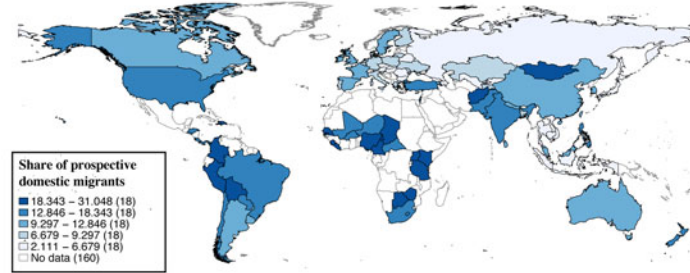 Share of prospective
domestic migrants
18.343 – 31.048 (18)
12.846 – 18.343 (18)
9.297 – 12.846 (18)
6.679 – 9.297 (18)
2.111 – 6.679 (18)
No data (160)